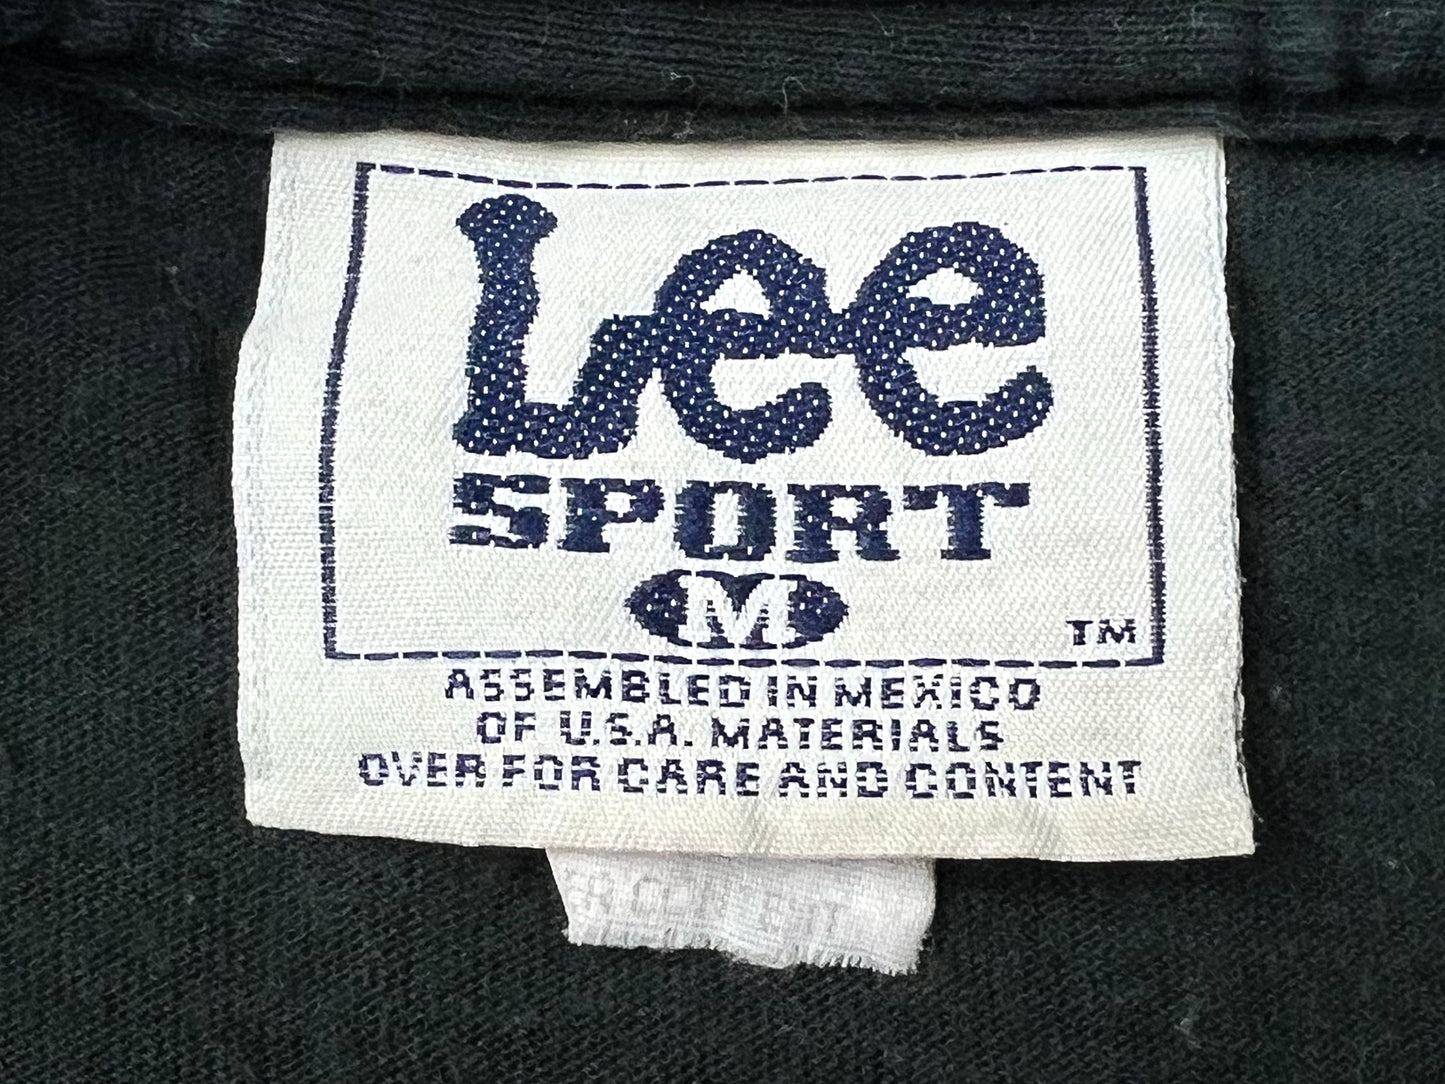 Lee
SPORT
M
TM
ASSEMBLED IN MEXICO
OF U.S.A. MATERIALS
OVER FOR CARE AND CONTENT